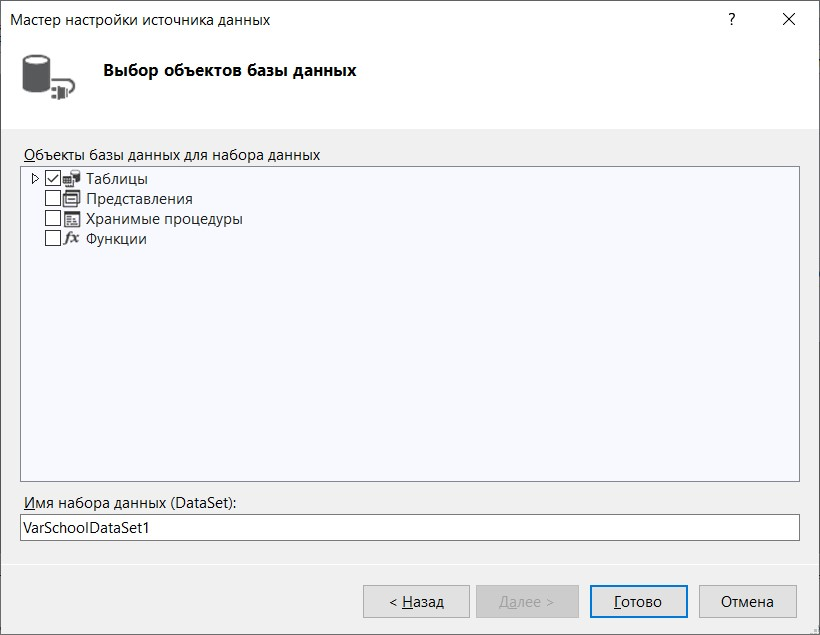 Мастер настройки источника данных
?
Выбор объектов базы данных
Объекты базы данных для набора данных
Таблицы
Представления
Хранимые процедуры
fx Функции
Имя набора данных (DataSet):
VarSchoolDataSet1
< Назад Далее > Готово Отмена